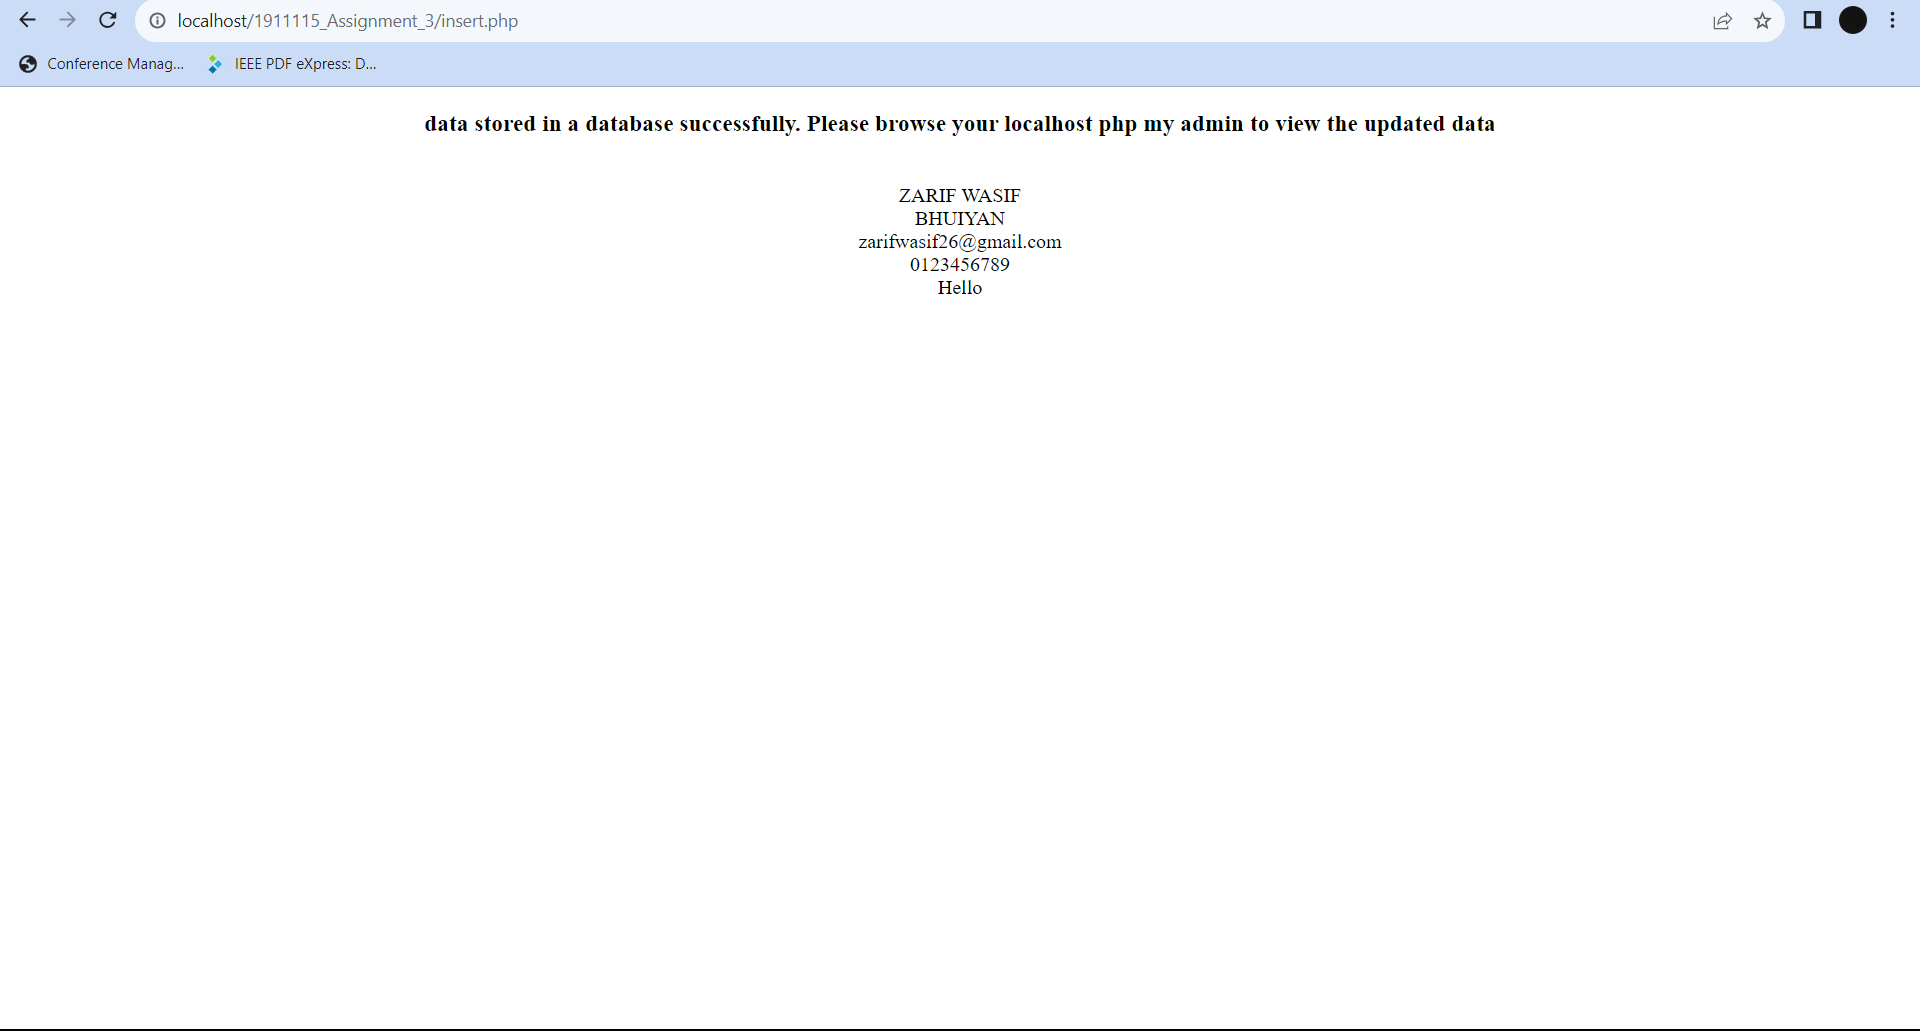 localhost/1911115_Assignment_3/insert.php
Conference Manag... IEEE PDF eXpress: D...
data stored in a database successfully. Please browse your localhost php my admin to view the updated data
ZARIF WASIF
BHUIYAN
zarifwasif26@gmail.com
0123456789
Hello